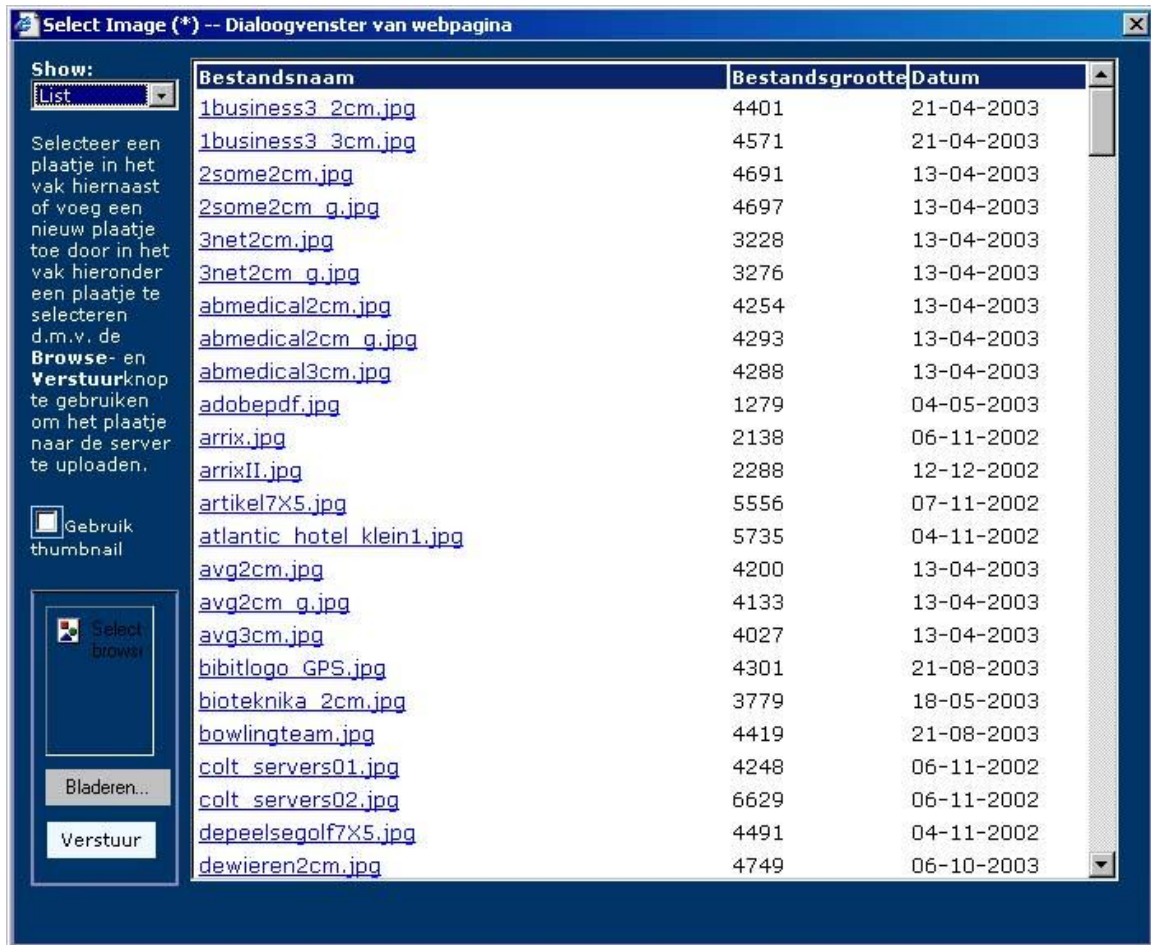 Select Image (*) -- Dialoogvenster van webpagina
Show:
List
Selecteer een
plaatje in het
vak hiernaast
of voeg een
nieuw plaatje
toe door in het
vak hieronder
een plaatje te
selecteren
d.m.v. de
Browse- en
Verstuurknop
te gebruiken
om het plaatje
naar de server
te uploaden.
Gebruik
thumbnail
Select
brows
Bladeren...
Verstuur
Bestandsnaam Bestandsgrootte Datum
1business3_2cm.jpg 4401 21-04-2003
1business3_3cm.jpg 4571 21-04-2003
2some2cm.jpg 4691 13-04-2003
2some2cm_g.jpg 4697 13-04-2003
3net2cm.jpg 3228 13-04-2003
3net2cm_g.jpg 3276 13-04-2003
abmedical2cm.jpg 4254 13-04-2003
abmedical2cm_g.jpg 4293 13-04-2003
abmedical3cm.jpg 4288 13-04-2003
adobepdf.jpg 1279 04-05-2003
arrix.jpg 2138 06-11-2002
arrixII.jpg 2288 12-12-2002
artikel7X5.jpg 5556 07-11-2002
atlantic_hotel_klein1.jpg 5735 04-11-2002
avg2cm.jpg 4200 13-04-2003
avg2cm_g.jpg 4133 13-04-2003
avg3cm.jpg 4027 13-04-2003
bibitlogo_GPS.jpg 4301 21-08-2003
bioteknika_2cm.jpg 3779 18-05-2003
bowlingteam.jpg 4419 21-08-2003
colt_servers01.jpg 4248 06-11-2002
colt_servers02.jpg 6629 06-11-2002
depeelsegolf7X5.jpg 4491 04-11-2002
dewieren2cm.jpg 4749 06-10-2003